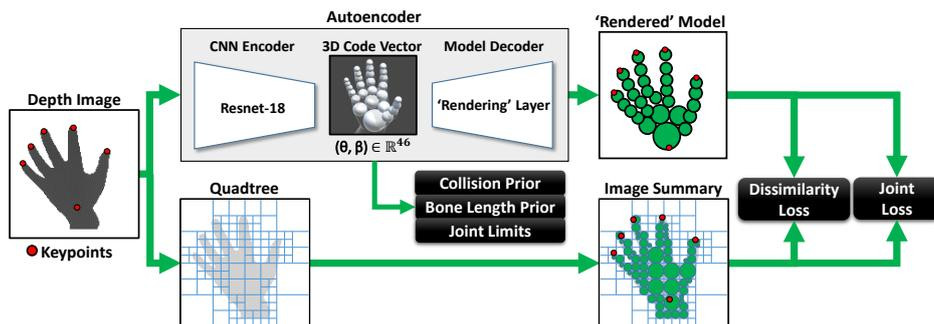 Autoencoder
CNN Encoder
3D Code Vector
Model Decoder
Resnet-18
‘Rendering’ Layer
(θ, β) ∈ ℝ⁴⁶
‘Rendered’ Model
Depth Image
Keypoints
Quadtree
Collision Prior
Bone Length Prior
Joint Limits
Image Summary
Dissimilarity
Loss
Joint
Loss